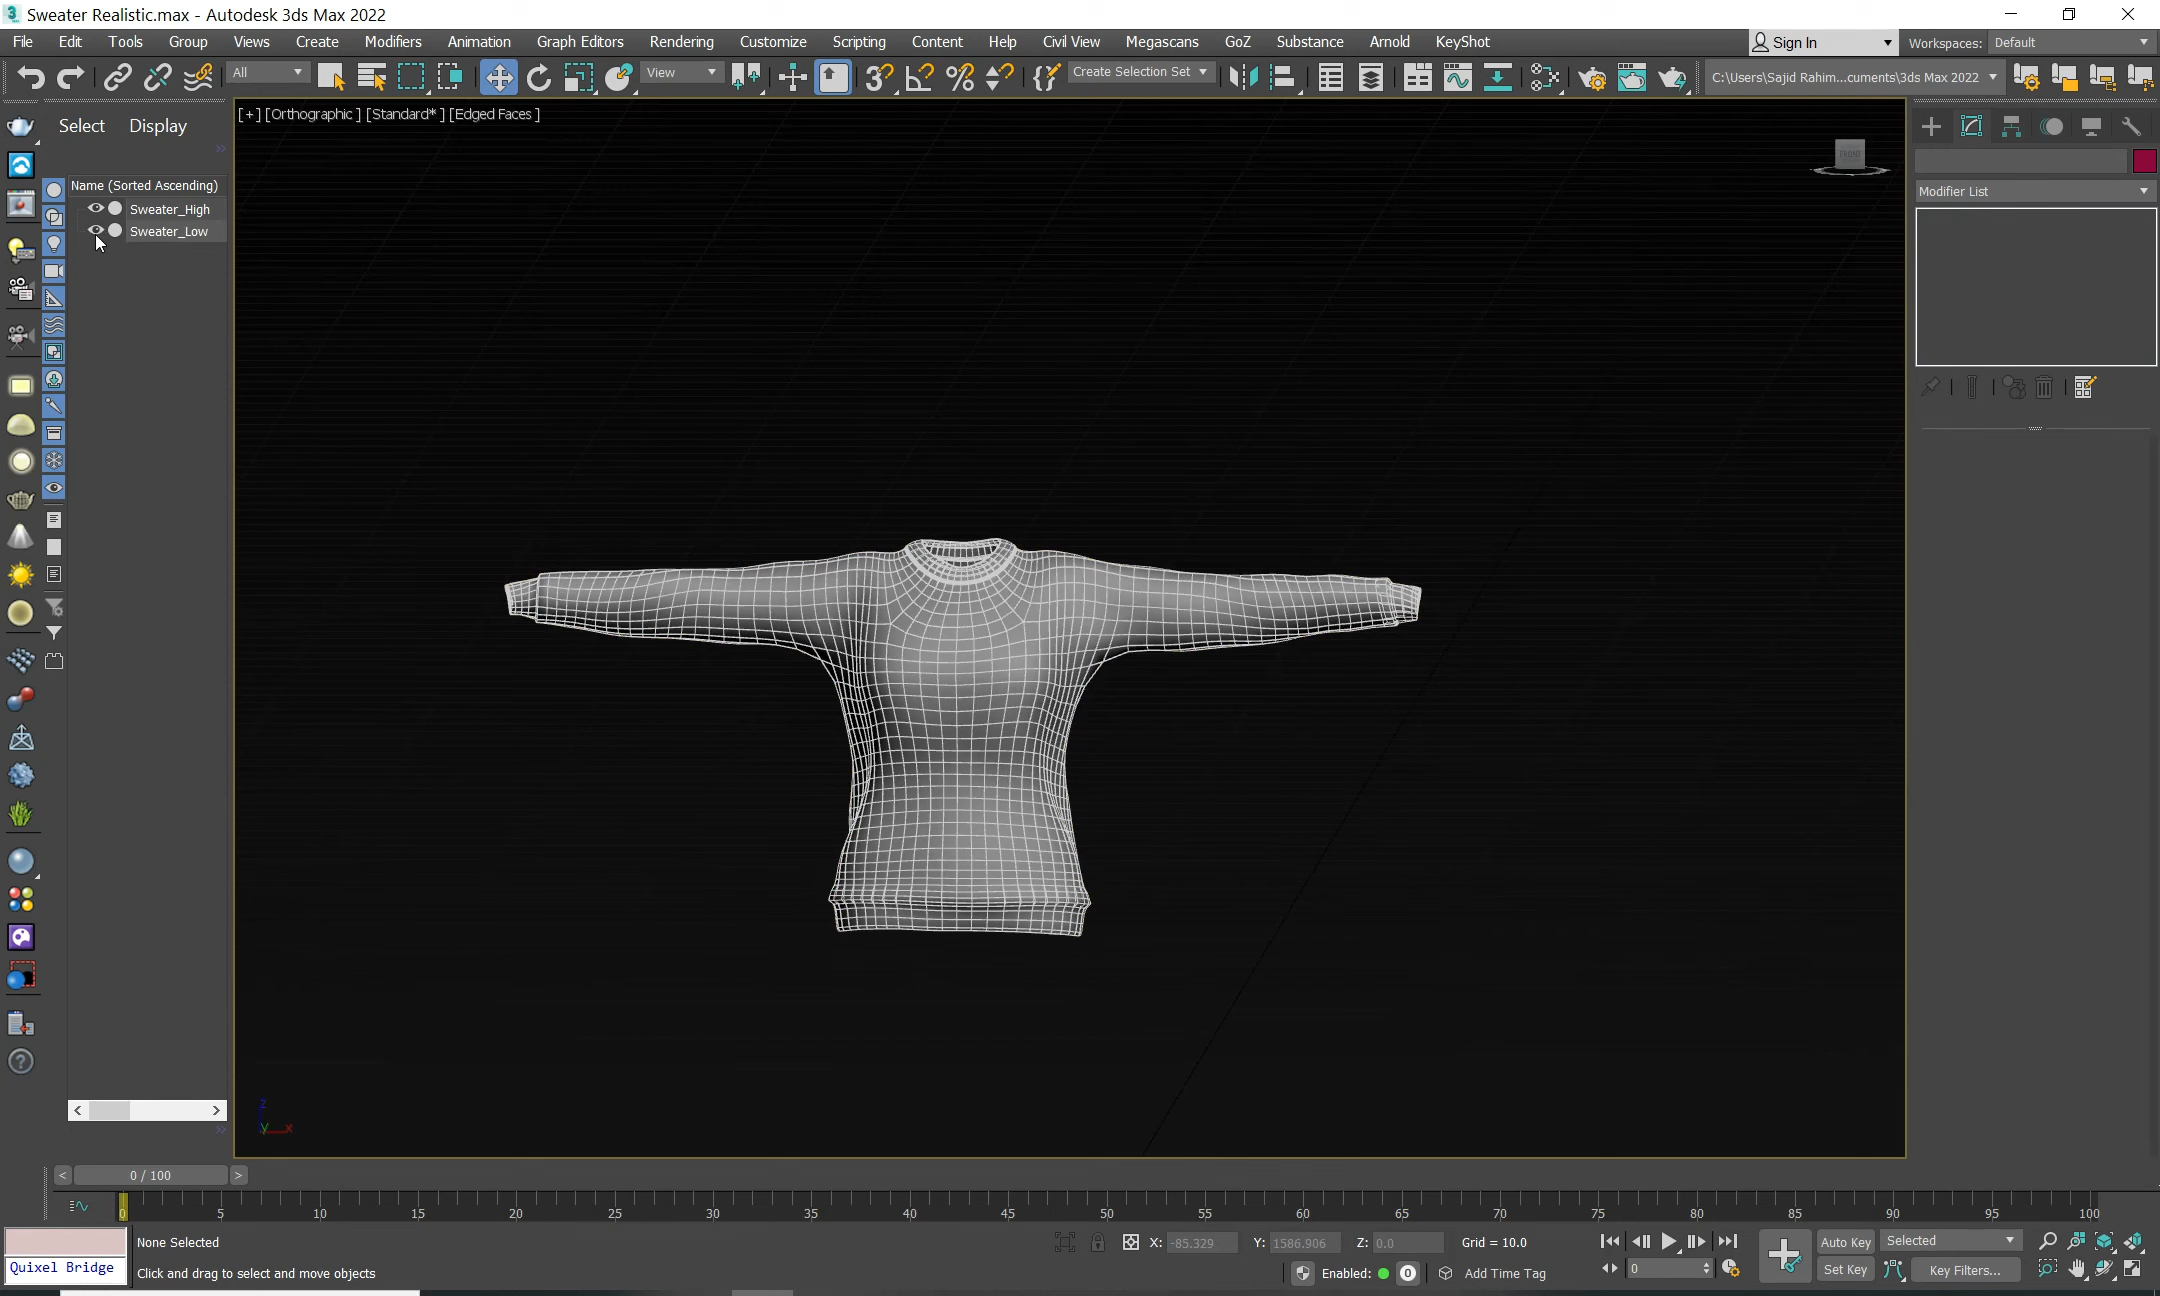 Sweater Realistic.max - Autodesk 3ds Max 2022
File Edit Tools Group Views Create Modifiers Animation Graph Editors Rendering Customize Scripting Content Help Civil View Megascans GoZ Substance Arnold KeyShot
Sign In
Workspaces: Default
All
View
Create Selection Set
C:\Users\Sajid Rahim...cuments\3ds Max 2022
Select Display
[+] [Orthographic ] [Standard* ] [Edged Faces ]
Name (Sorted Ascending)
Modifier List
Sweater_High
Sweater_Low
z
y x
< 0 / 100 >
0 5 10 15 20 25 30 35 40 45 50 55 60 65 70 75 80 85 90 95 100
None Selected
X: -85.329 Y: 1586.906 Z: 0.0 Grid = 10.0
Auto Key Selected
Quixel Bridge
Click and drag to select and move objects
Enabled: 0 Add Time Tag
0
Set Key Key Filters...